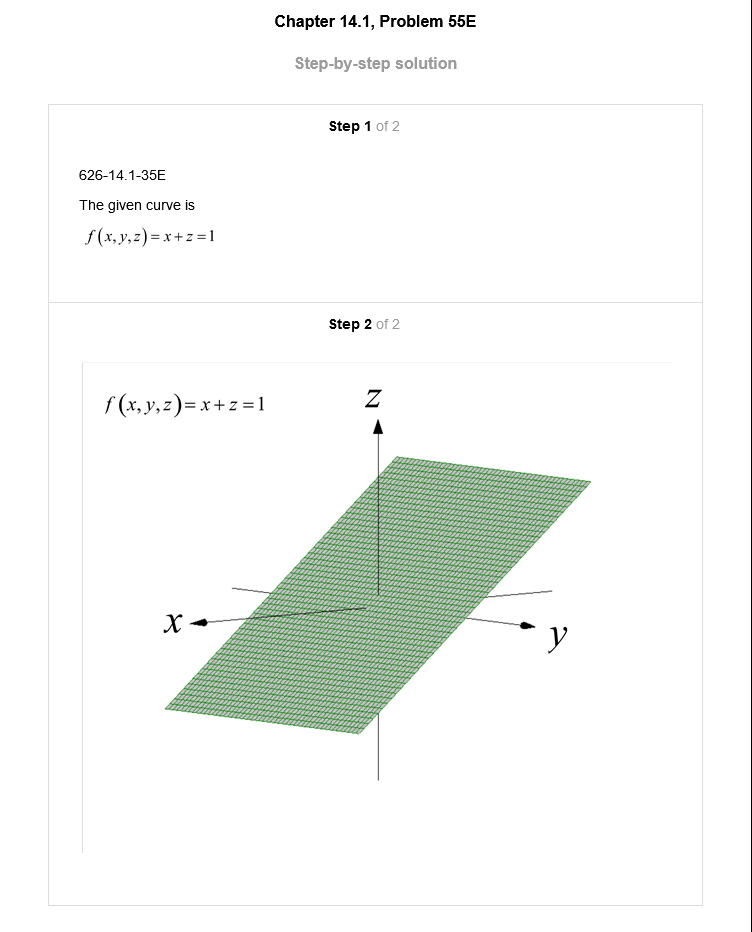 Chapter 14.1, Problem 55E
Step-by-step solution
Step 1 of 2
626-14.1-35E
The given curve is
f(x,y,z)=x+z=1
Step 2 of 2
f(x,y,z)=x+z=1
z
x
y